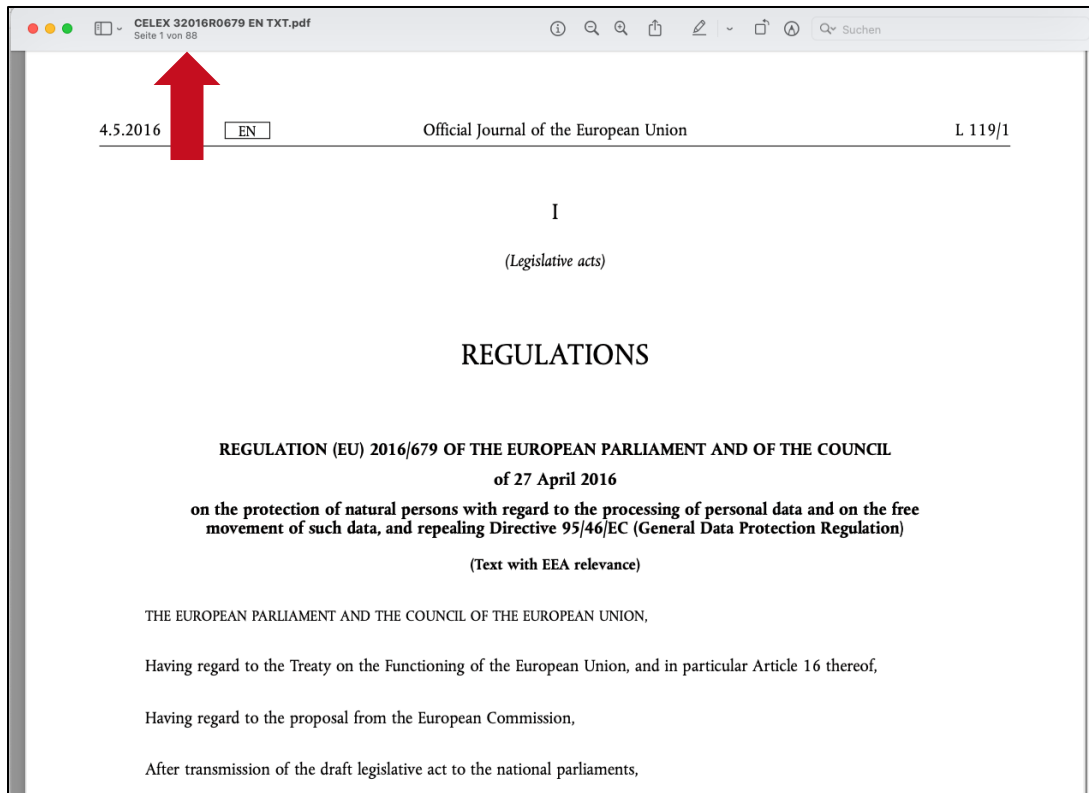 CELEX 32016R0679 EN TXT.pdf
Seite 1 von 88
Suchen
4.5.2016 EN Official Journal of the European Union L 119/1
I
(Legislative acts)
REGULATIONS
REGULATION (EU) 2016/679 OF THE EUROPEAN PARLIAMENT AND OF THE COUNCIL
of 27 April 2016
on the protection of natural persons with regard to the processing of personal data and on the free
movement of such data, and repealing Directive 95/46/EC (General Data Protection Regulation)
(Text with EEA relevance)
THE EUROPEAN PARLIAMENT AND THE COUNCIL OF THE EUROPEAN UNION,
Having regard to the Treaty on the Functioning of the European Union, and in particular Article 16 thereof,
Having regard to the proposal from the European Commission,
After transmission of the draft legislative act to the national parliaments,